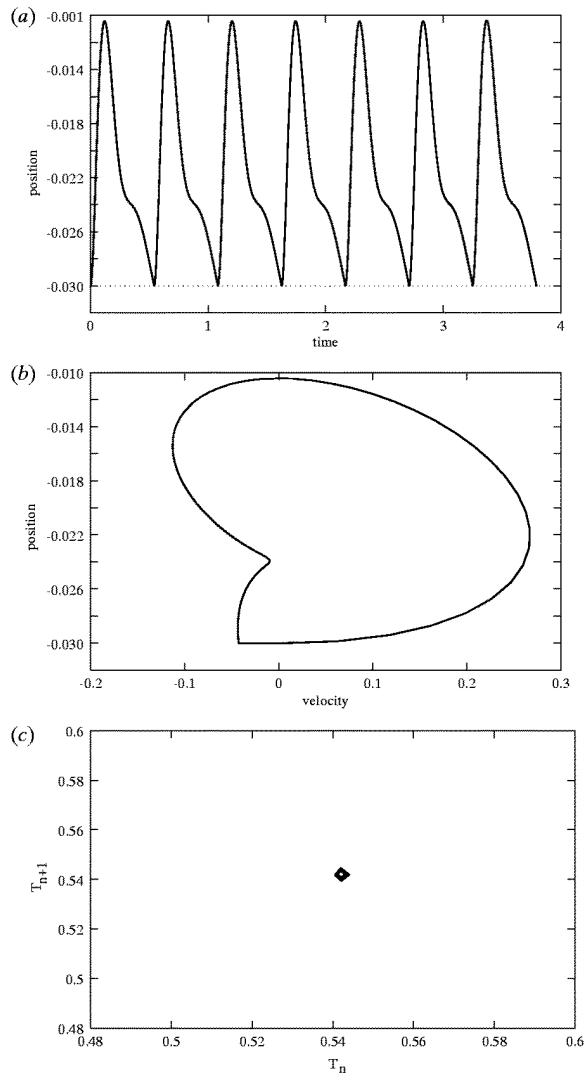 (a)
-0.001
-0.014
-0.018
-0.022
-0.026
-0.030
position
0 1 2 3 4
time
(b)
-0.010
-0.014
-0.018
-0.022
-0.026
-0.030
position
-0.2 -0.1 0 0.1 0.2 0.3
velocity
(c)
0.6
0.58
0.56
0.54
0.52
0.5
0.48
Tn+1
0.48 0.5 0.52 0.54 0.56 0.58 0.6
Tn